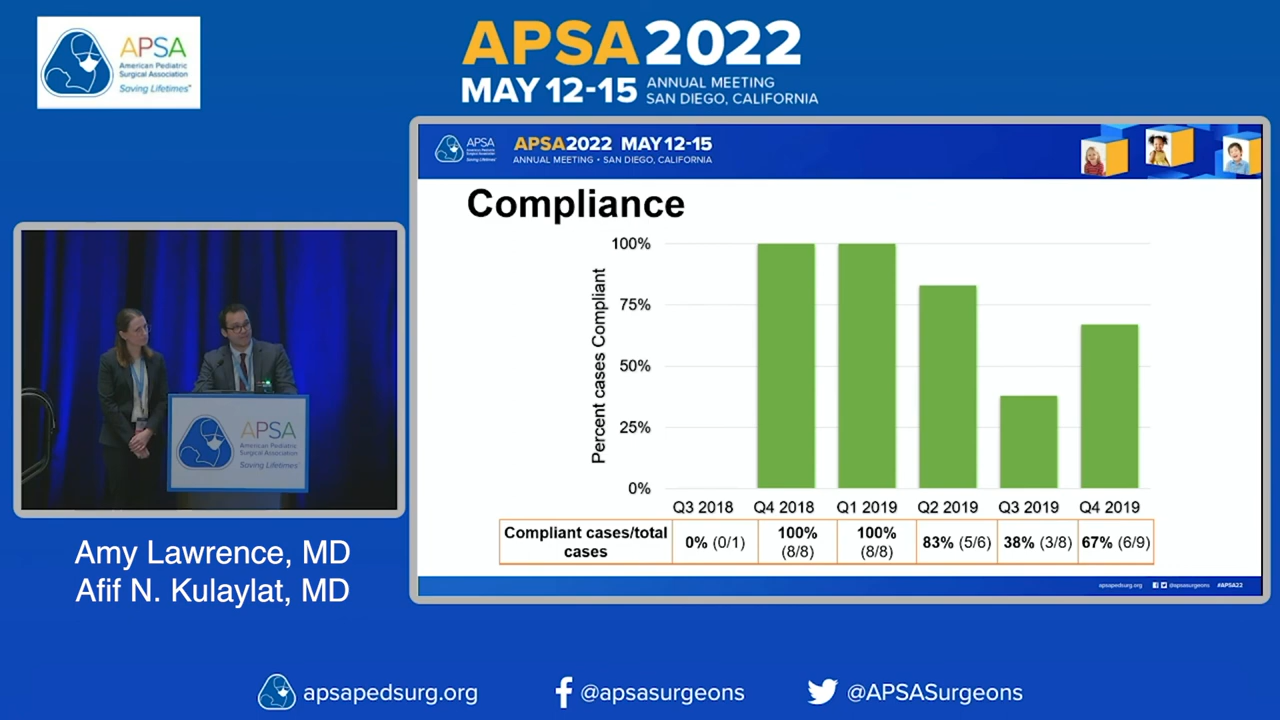 APSA
American Pediatric
Surgical Association
Saving Lifetimes
APSA 2022
MAY 12-15
ANNUAL MEETING
SAN DIEGO, CALIFORNIA
APSA
APSA2022 MAY 12-15
ANNUAL MEETING • SAN DIEGO, CALIFORNIA
Compliance
Percent cases Compliant
100%
75%
50%
25%
0%
Q3 2018 Q4 2018 Q1 2019 Q2 2019 Q3 2019 Q4 2019
Compliant cases/total cases
0% (0/1)
100% (8/8)
100% (8/8)
83% (5/6)
38% (3/8)
67% (6/9)
apsapedsurg.org
@apsasurgeons
#APSA22
APSA
American Pediatric
Surgical Association
Saving Lifetimes
Amy Lawrence, MD
Afif N. Kulaylat, MD
apsapedsurg.org
@apsasurgeons
@APSASurgeons